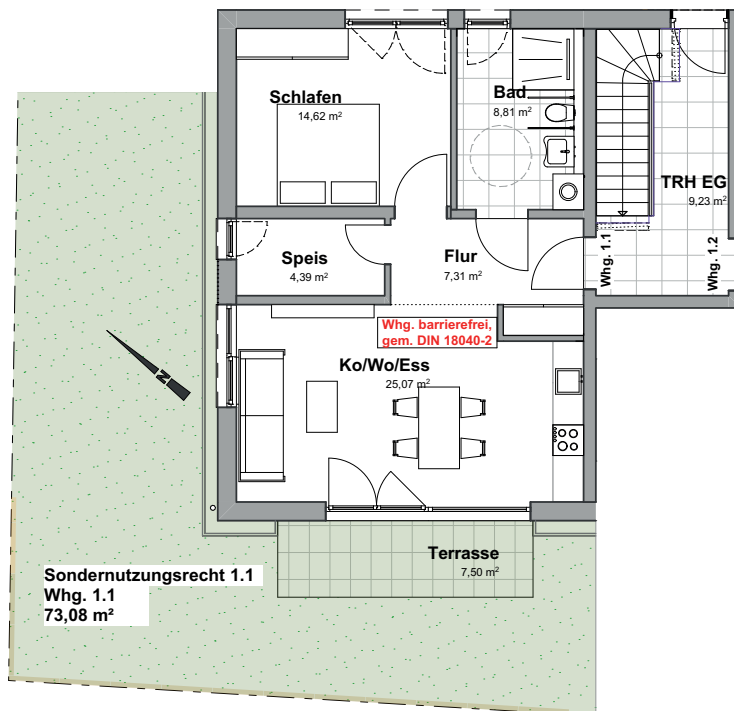 Schlafen
14,62 m²
Bad
8,81 m²
TRH EG
9,23 m²
Speis
4,39 m²
Flur
7,31 m²
Whg. 1.1
Whg. 1.2
Whg. barrierefrei,
gem. DIN 18040-2
Ko/Wo/Ess
25,07 m²
N
Terrasse
7,50 m²
Sondernutzungsrecht 1.1
Whg. 1.1
73,08 m²